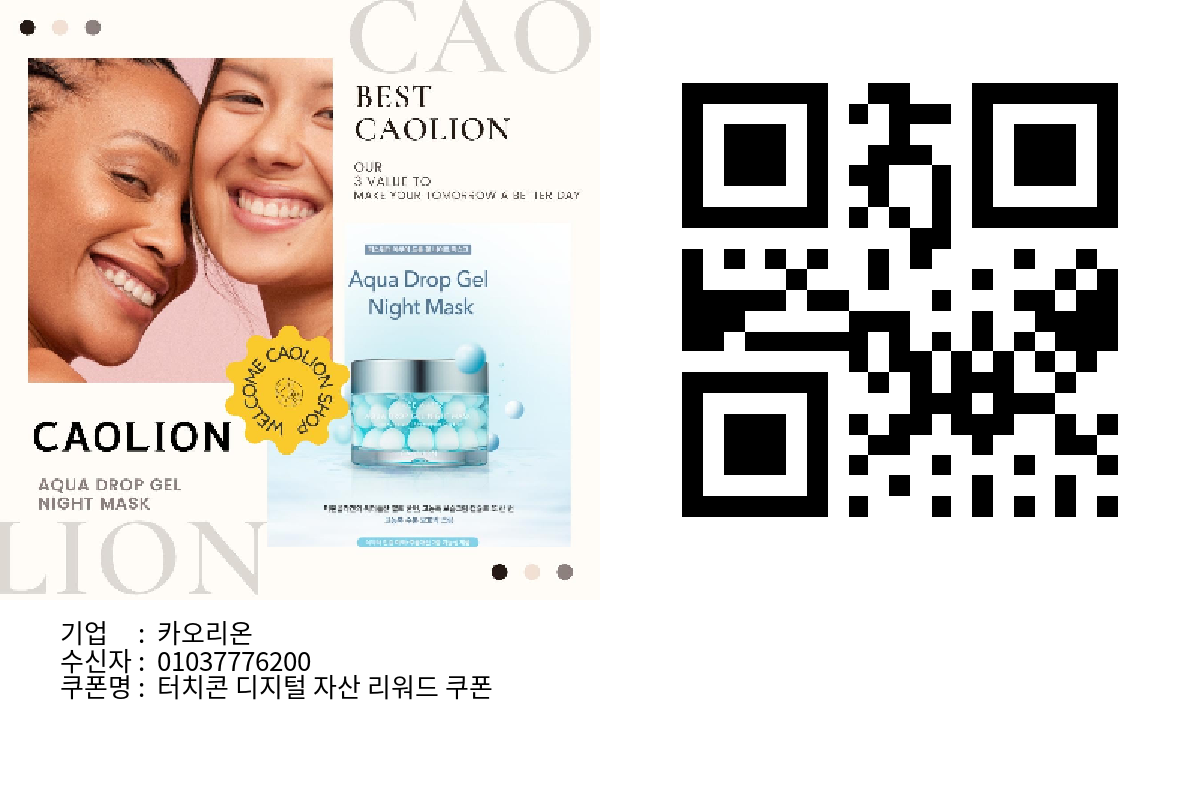 CAO
BEST
CAOLION
OUR
3 VALUE TO
MAKE YOUR TOMORROW A BETTER DAY
Aqua Drop Gel
Night Mask
WELCOME CAOLION SHOP
CAOLION
AQUA DROP GEL
NIGHT MASK
LION
기업 : 카오리온
수신자 : 01037776200
쿠폰명 : 터치콘 디지털 자산 리워드 쿠폰